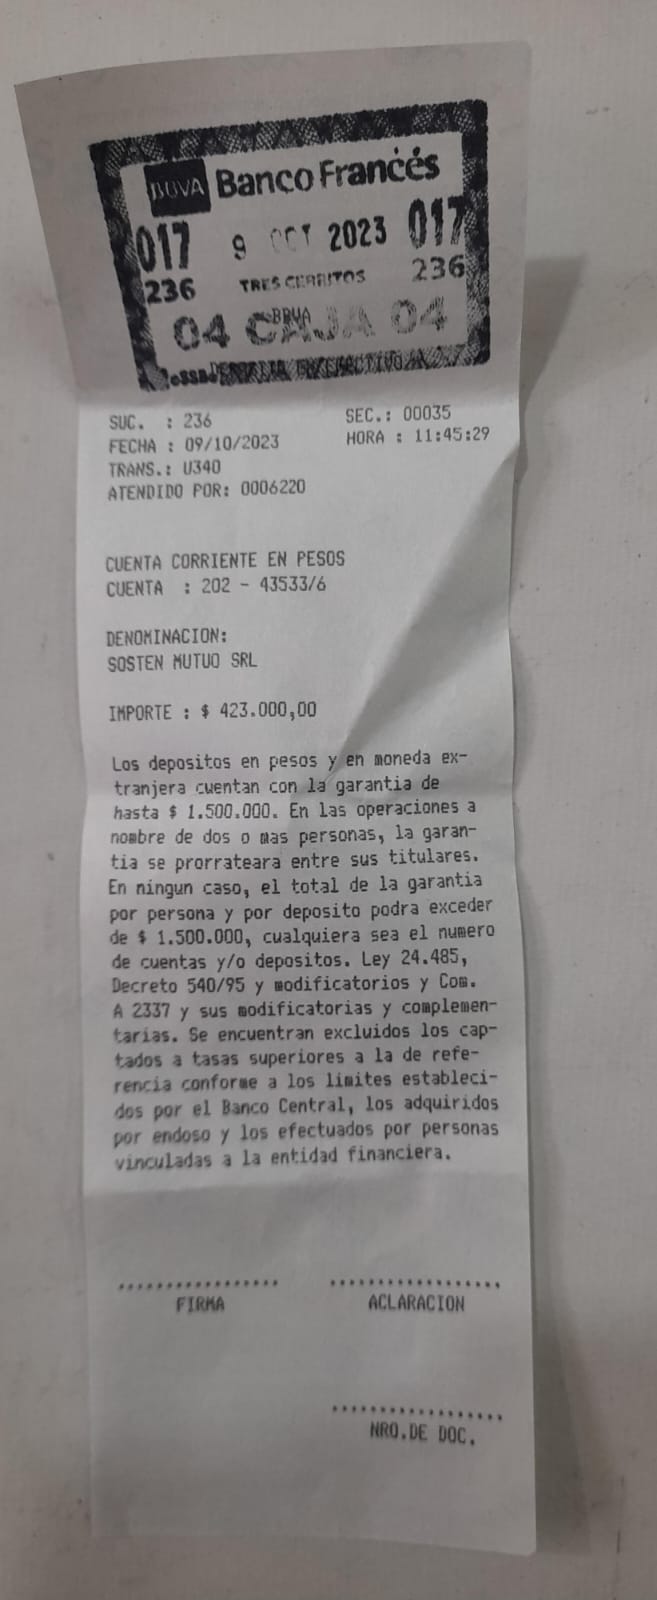 BBVA Banco Francés
017 9 OCT 2023 017
236 TRES CERRITOS 236
BBVA
04 CAJA 04
SUC. : 236 SEC.: 00035
FECHA : 09/10/2023 HORA : 11:45:29
TRANS.: U340
ATENDIDO POR: 0006220
CUENTA CORRIENTE EN PESOS
CUENTA : 202 - 43533/6
DENOMINACION:
SOSTEN MUTUO SRL
IMPORTE : $ 423.000,00
Los depositos en pesos y en moneda ex-
tranjera cuentan con la garantia de
hasta $ 1.500.000. En las operaciones a
nombre de dos o mas personas, la garan-
tia se prorrateara entre sus titulares.
En ningun caso, el total de la garantia
por persona y por deposito podra exceder
de $ 1.500.000, cualquiera sea el numero
de cuentas y/o depositos. Ley 24.485,
Decreto 540/95 y modificatorios y Com.
A 2337 y sus modificatorias y complemen-
tarias. Se encuentran excluidos los cap-
tados a tasas superiores a la de refe-
rencia conforme a los limites estableci-
dos por el Banco Central, los adquiridos
por endoso y los efectuados por personas
vinculadas a la entidad financiera.
FIRMA ACLARACION
NRO.DE DOC.